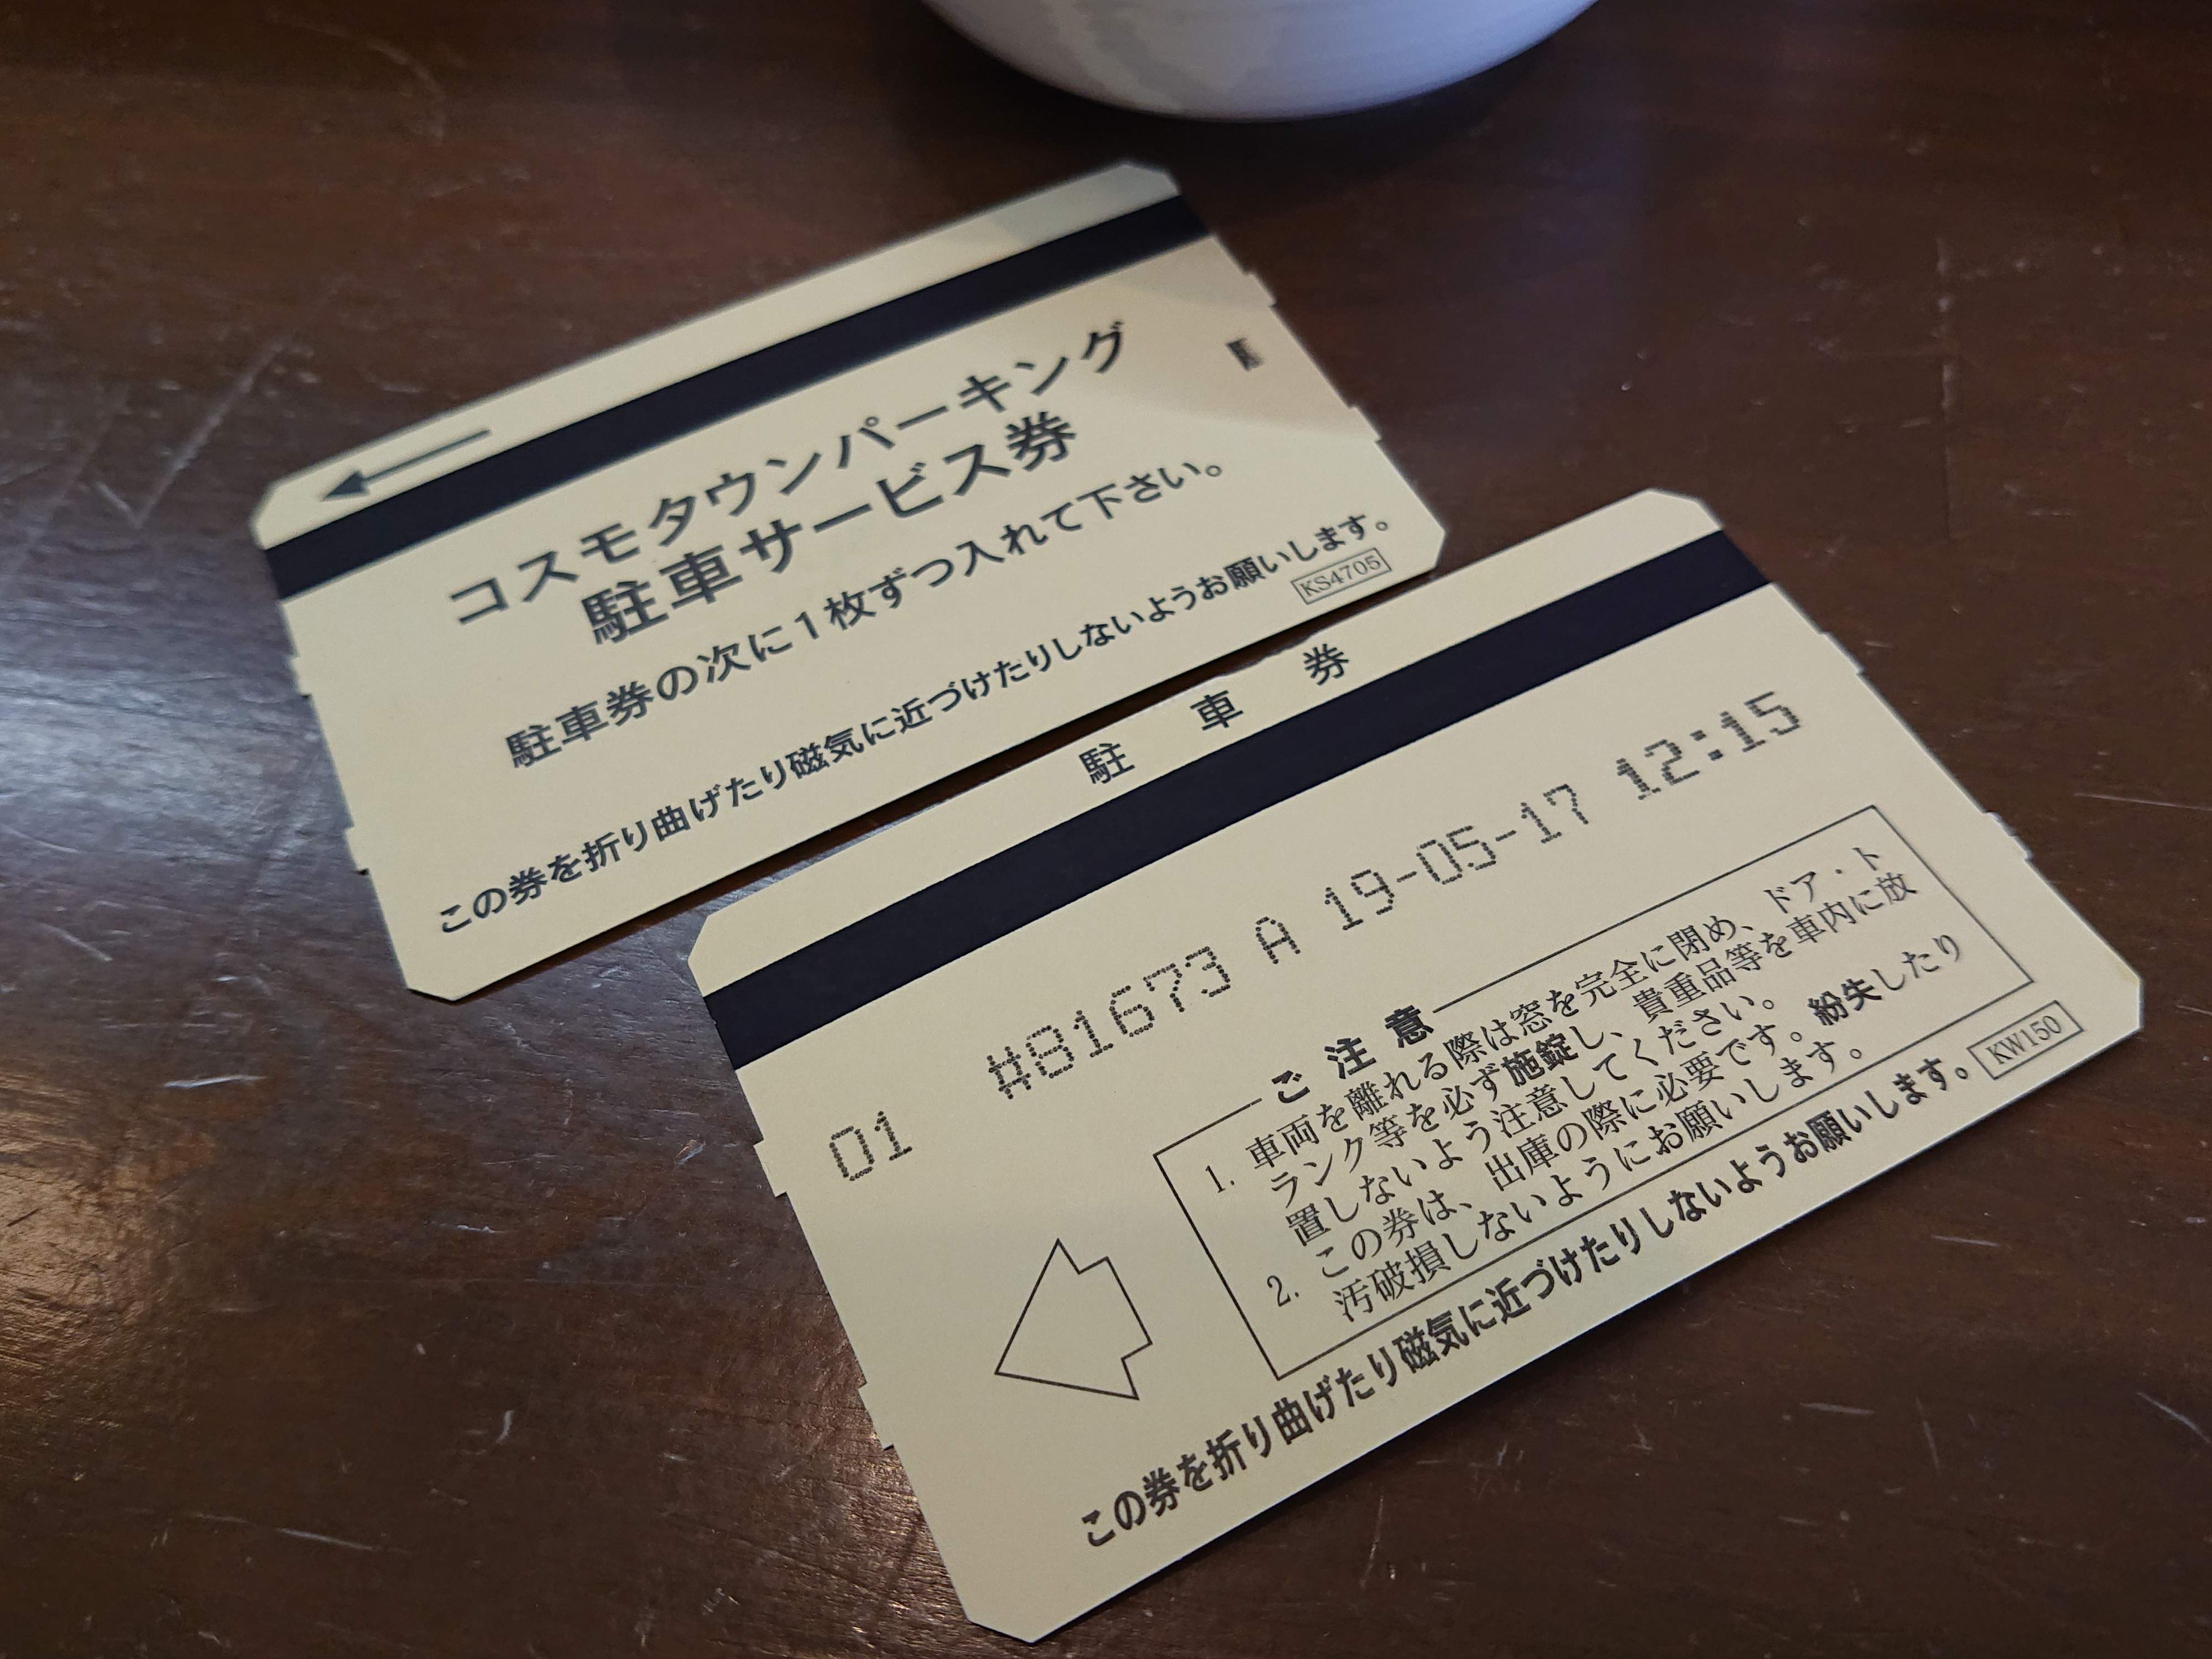 コスモタウンパーキング
駐車サービス券
駐車券の次に1枚ずつ入れて下さい。
この券を折り曲げたり磁気に近づけたりしないようお願いします。
KS4705
駐車券
01 #81673 A 19-05-17 12:15
ご注意
1. 車両を離れる際は窓を完全に閉め、ドア・ト
ランク等を必ず施錠し、貴重品等を車内に放
置しないよう注意してください。
2. この券は、出庫の際に必要です。紛失したり
汚破損しないようにお願いします。
この券を折り曲げたり磁気に近づけたりしないようお願いします。
KW150